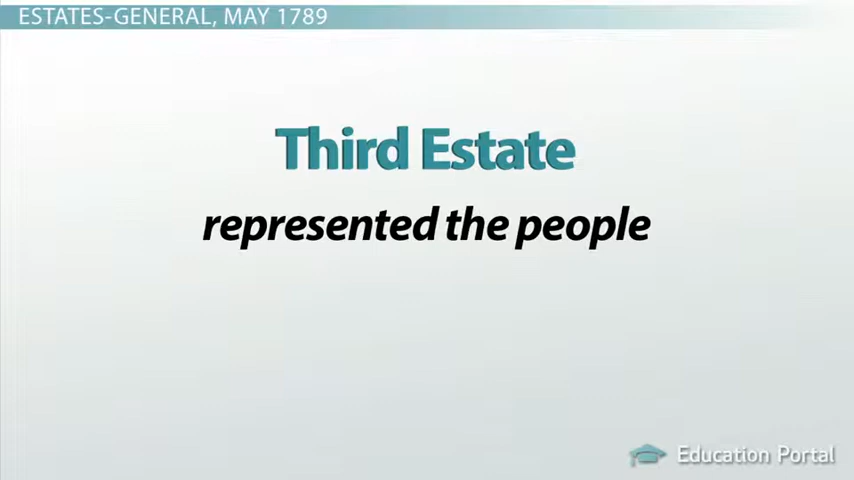 ESTATES-GENERAL, MAY 1789
Third Estate
represented the people
Education Portal